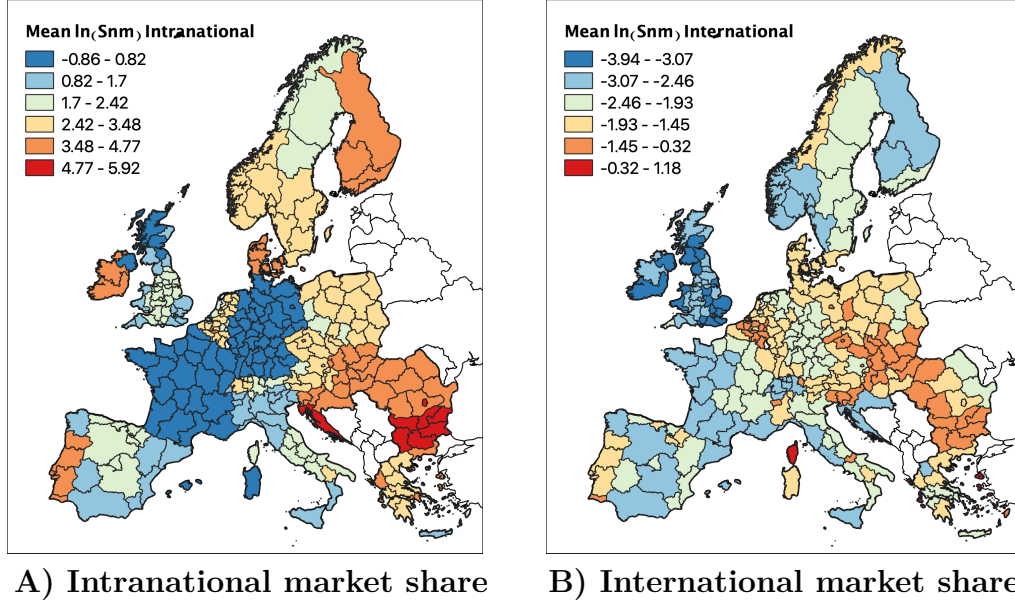 Mean ln(Snm) Intranational
-0.86 - 0.82
0.82 - 1.7
1.7 - 2.42
2.42 - 3.48
3.48 - 4.77
4.77 - 5.92
A) Intranational market share
Mean ln(Snm) International
-3.94 - -3.07
-3.07 - -2.46
-2.46 - -1.93
-1.93 - -1.45
-1.45 - -0.32
-0.32 - 1.18
B) International market share